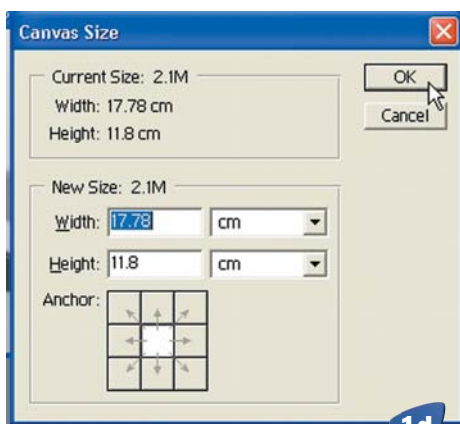 Canvas Size
Current Size: 2.1M
Width: 17.78 cm
Height: 11.8 cm
OK
Cancel
New Size: 2.1M
Width: 17.78 cm
Height: 11.8 cm
Anchor:
1d